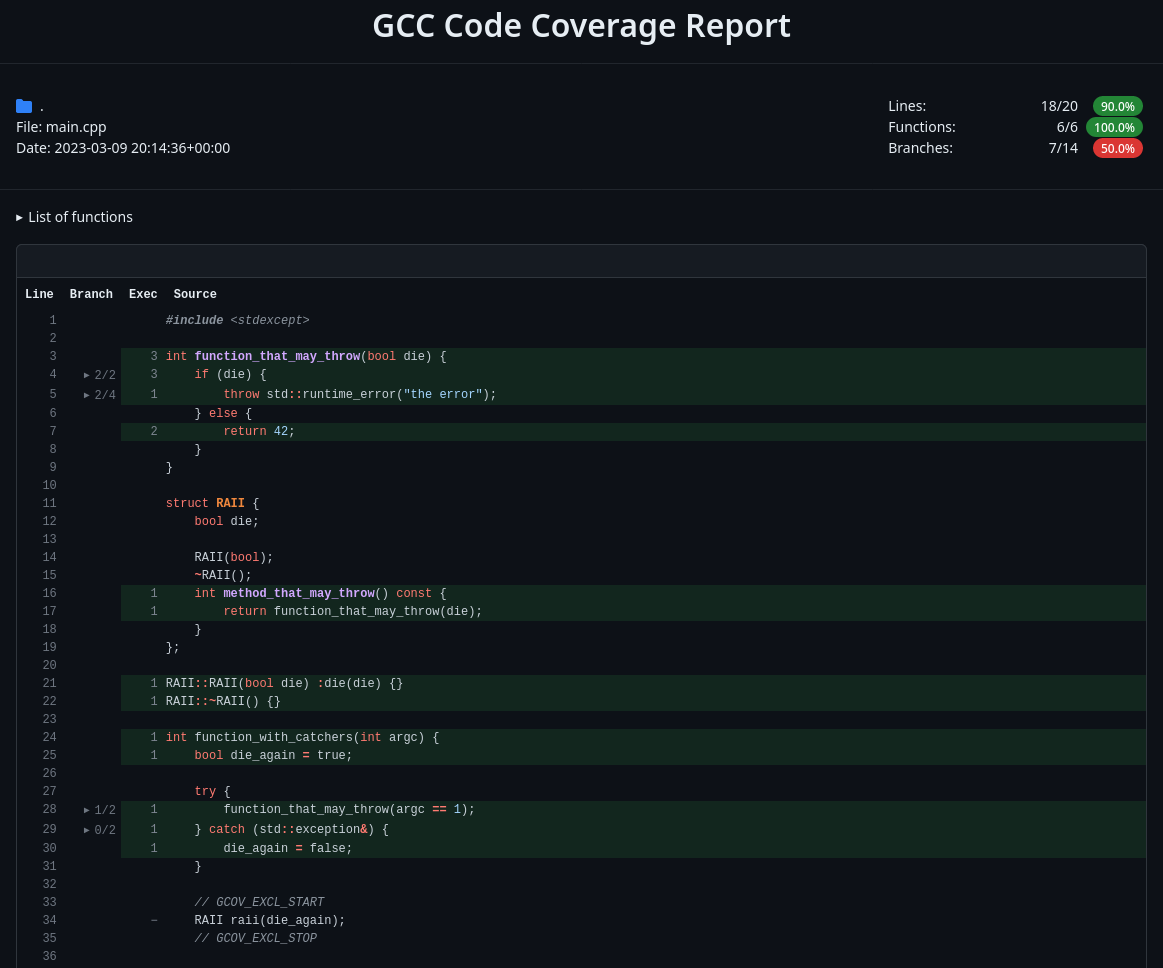 GCC Code Coverage Report
.
File: main.cpp
Date: 2023-03-09 20:14:36+00:00
Lines: 18/20 90.0%
Functions: 6/6 100.0%
Branches: 7/14 50.0%
▸ List of functions
Line Branch Exec Source
1 #include <stdexcept>
2
3 3 int function_that_may_throw(bool die) {
4 ▸ 2/2 3 if (die) {
5 ▸ 2/4 1 throw std::runtime_error("the error");
6 } else {
7 2 return 42;
8 }
9 }
10
11 struct RAII {
12 bool die;
13
14 RAII(bool);
15 ~RAII();
16 1 int method_that_may_throw() const {
17 1 return function_that_may_throw(die);
18 }
19 };
20
21 1 RAII::RAII(bool die) :die(die) {}
22 1 RAII::~RAII() {}
23
24 1 int function_with_catchers(int argc) {
25 1 bool die_again = true;
26
27 try {
28 ▸ 1/2 1 function_that_may_throw(argc == 1);
29 ▸ 0/2 1 } catch (std::exception&) {
30 1 die_again = false;
31 }
32
33 // GCOV_EXCL_START
34 − RAII raii(die_again);
35 // GCOV_EXCL_STOP
36